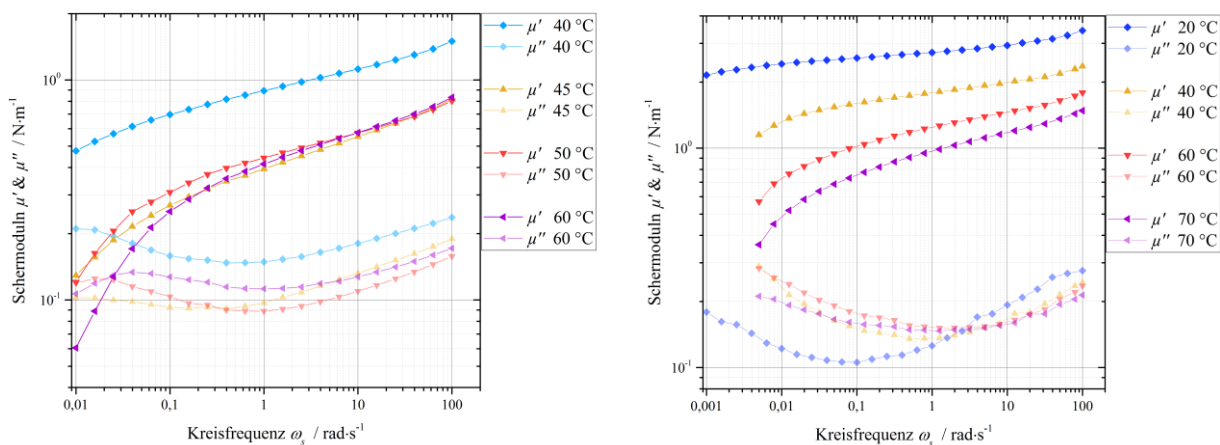 Schermoduln μ′ & μ″ / N·m⁻¹
10⁰
10⁻¹
0,01 0,1 1 10 100
Kreisfrequenz ωₛ / rad·s⁻¹
μ′ 40 °C
μ″ 40 °C
μ′ 45 °C
μ″ 45 °C
μ′ 50 °C
μ″ 50 °C
μ′ 60 °C
μ″ 60 °C
Schermoduln μ′ & μ″ / N·m⁻¹
10⁰
10⁻¹
0,001 0,01 0,1 1 10 100
Kreisfrequenz ωₛ / rad·s⁻¹
μ′ 20 °C
μ″ 20 °C
μ′ 40 °C
μ″ 40 °C
μ′ 60 °C
μ″ 60 °C
μ′ 70 °C
μ″ 70 °C